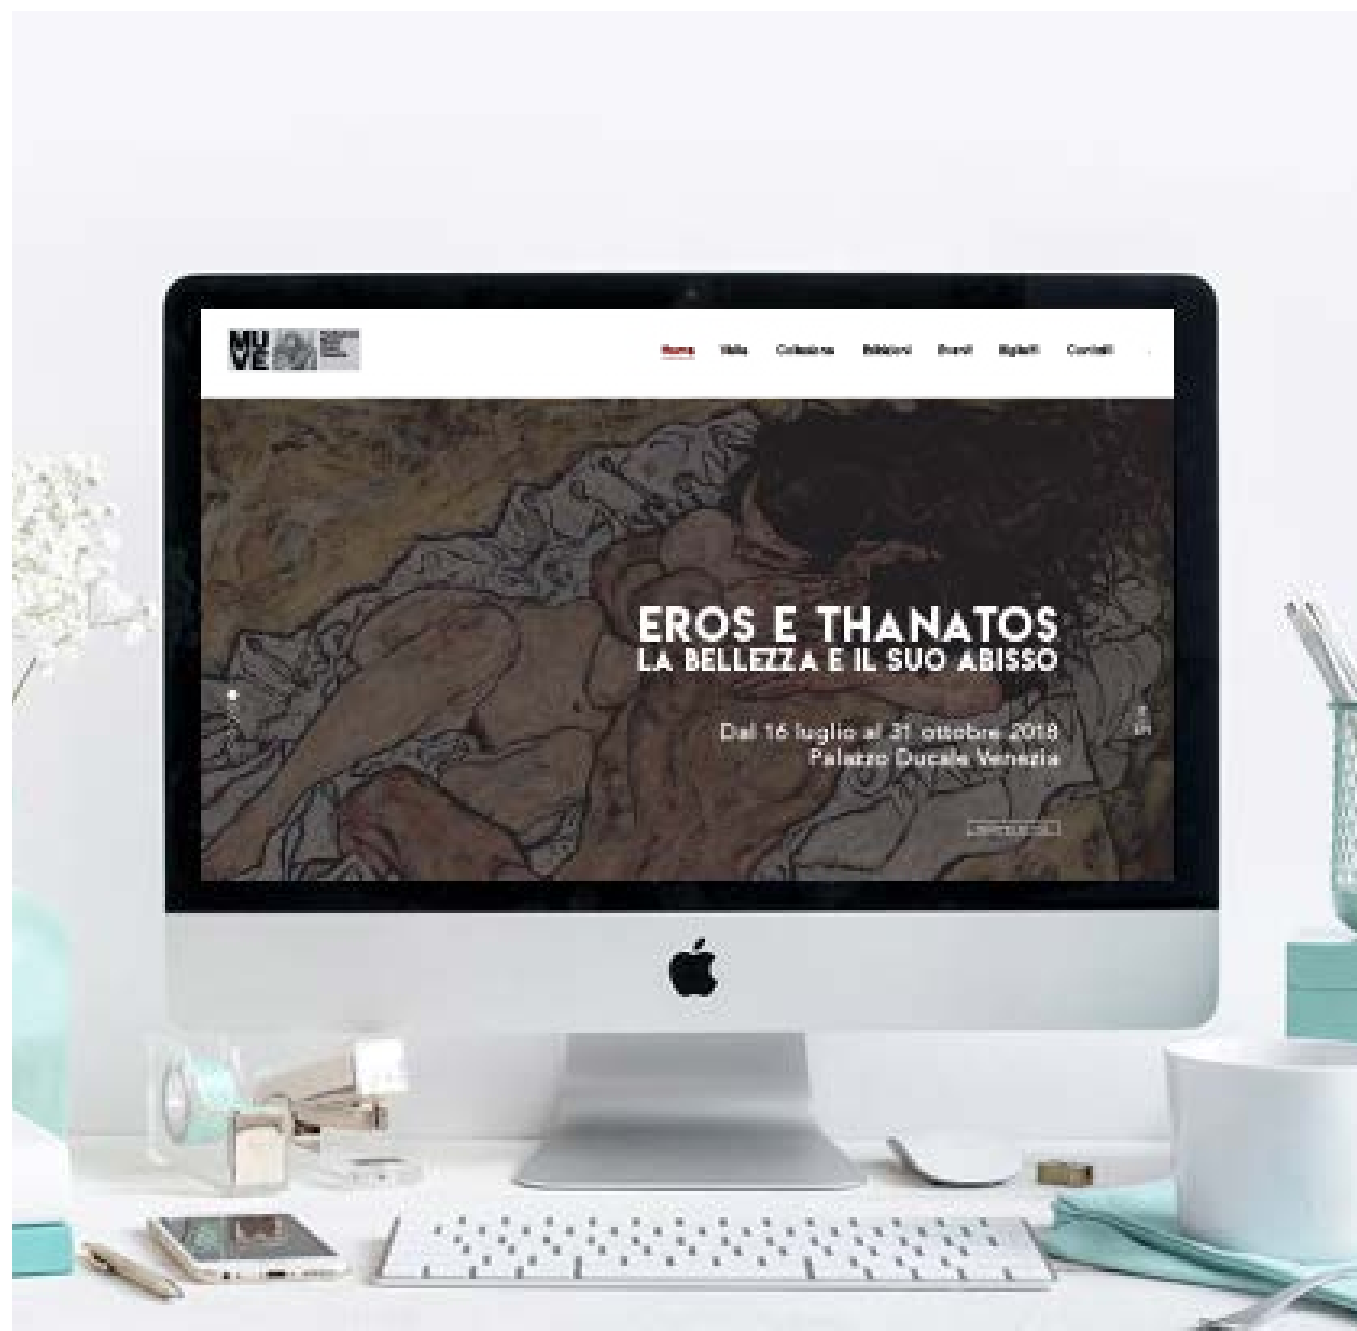 MU
VE
Home Visita Collezione Esibizioni Eventi Biglietti Contatti
EROS E THANATOS
LA BELLEZZA E IL SUO ABISSO
Dal 16 luglio al 31 ottobre 2018
Palazzo Ducale Venezia